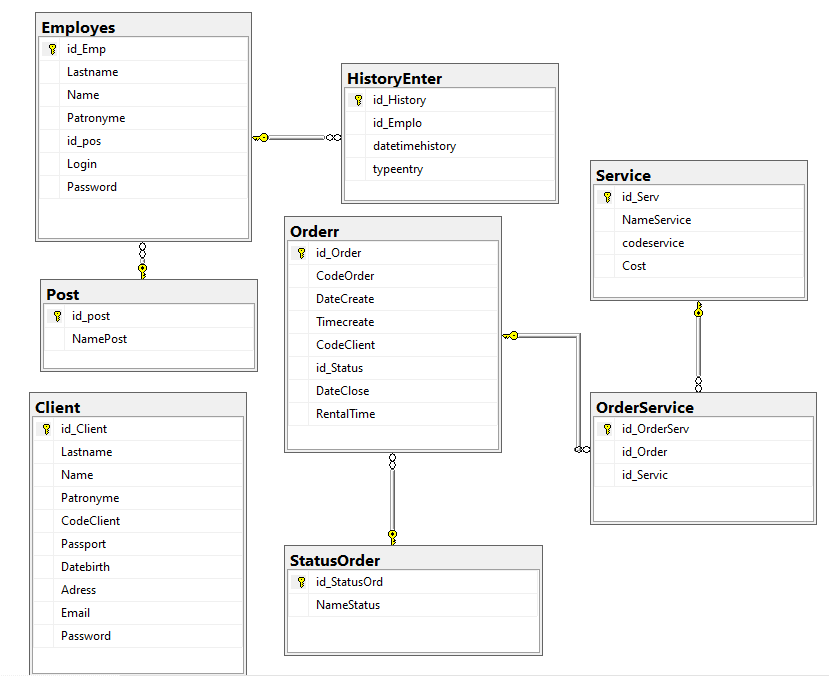 Employes
id_Emp
Lastname
Name
Patronyme
id_pos
Login
Password
HistoryEnter
id_History
id_Emplo
datetimehistory
typeentry
Service
id_Serv
NameService
codeservice
Cost
Orderr
id_Order
CodeOrder
DateCreate
Timecreate
CodeClient
id_Status
DateClose
RentalTime
Post
id_post
NamePost
Client
id_Client
Lastname
Name
Patronyme
CodeClient
Passport
Datebirth
Adress
Email
Password
OrderService
id_OrderServ
id_Order
id_Servic
StatusOrder
id_StatusOrd
NameStatus